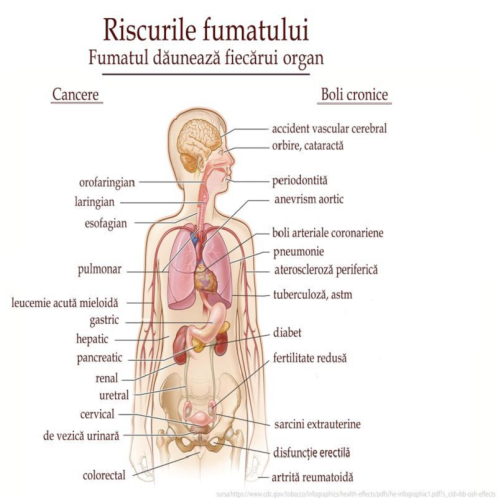 Riscurile fumatului
Fumatul dăunează fiecărui organ
Cancere
orofaringian
laringian
esofagian
pulmonar
leucemie acută mieloidă
gastric
hepatic
pancreatic
renal
uretral
cervical
de vezică urinară
colorectal
Boli cronice
accident vascular cerebral
orbire, cataractă
periodontită
anevrism aortic
boli arteriale coronariene
pneumonie
ateroscleroză periferică
tuberculoză, astm
diabet
fertilitate redusă
sarcini extrauterine
disfuncție erectilă
artrită reumatoidă